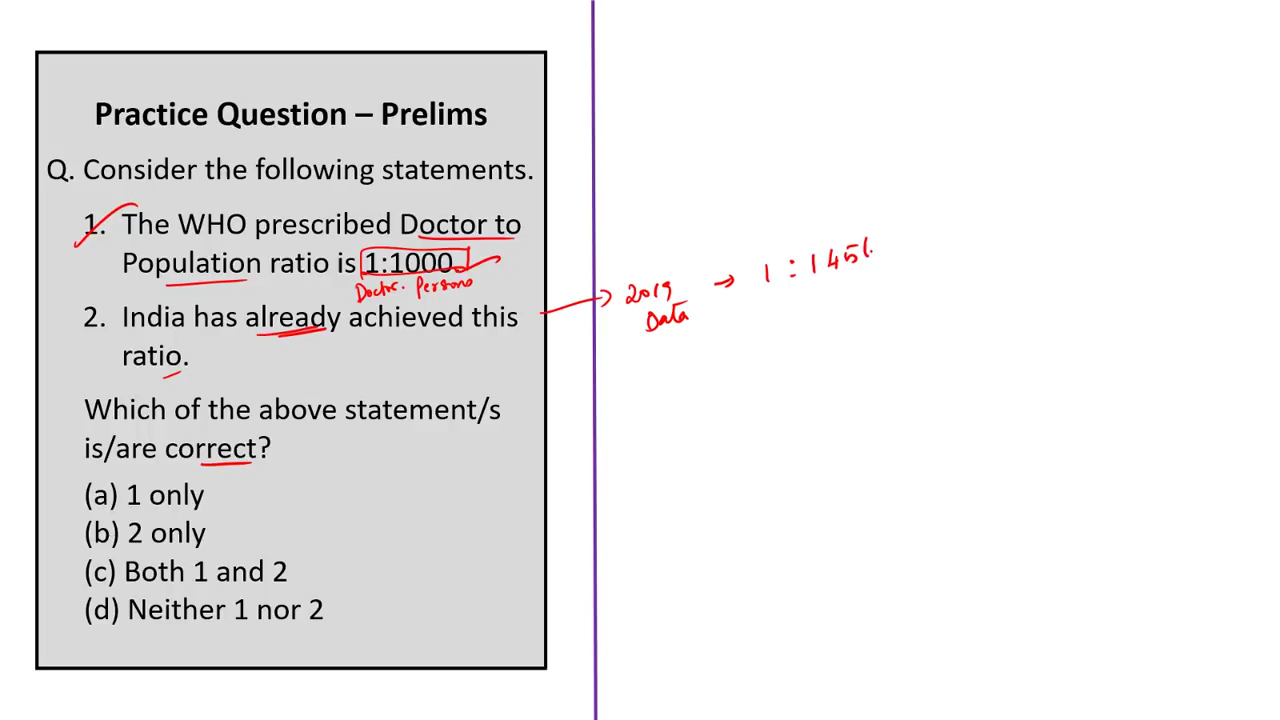 Practice Question – Prelims
Q. Consider the following statements.
1. The WHO prescribed Doctor to
Population ratio is 1:1000.
Doctor. Persons
2. India has already achieved this
ratio.
2019 → 1 : 145
Data
Which of the above statement/s
is/are correct?
(a) 1 only
(b) 2 only
(c) Both 1 and 2
(d) Neither 1 nor 2